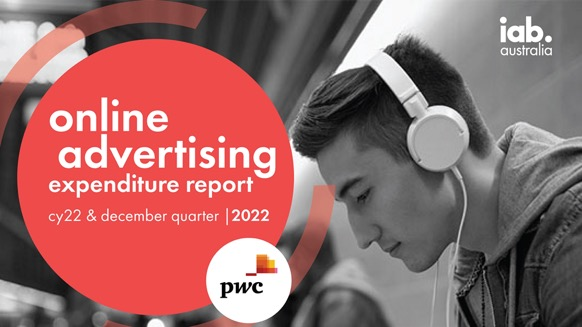 iab.
australia
online
advertising
expenditure report
cy22 & december quarter | 2022
pwc